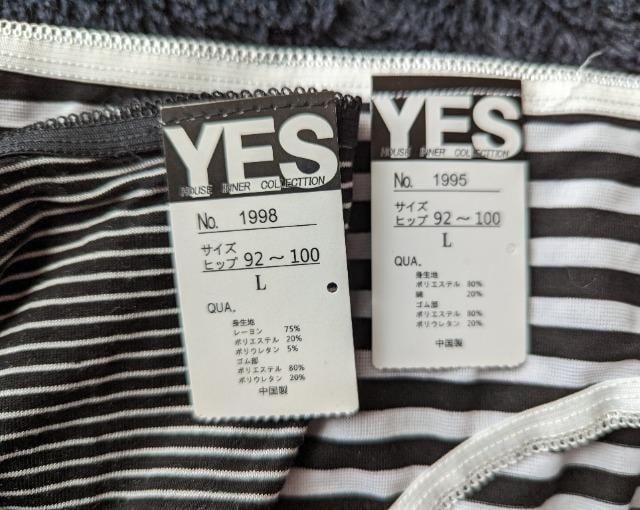 YES
HOUSE INNER COLLECTTION
No. 1998
サイズ
ヒップ 92～100
L
QUA.
身生地
レーヨン 75%
ポリエステル 20%
ポリウレタン 5%
ゴム部
ポリエステル 80%
ポリウレタン 20%
中国製
YES
HOUSE INNER COLLECTTION
No. 1995
サイズ
ヒップ 92～100
L
QUA.
身生地
ポリエステル 80%
綿 20%
ゴム部
ポリエステル 80%
ポリウレタン 20%
中国製